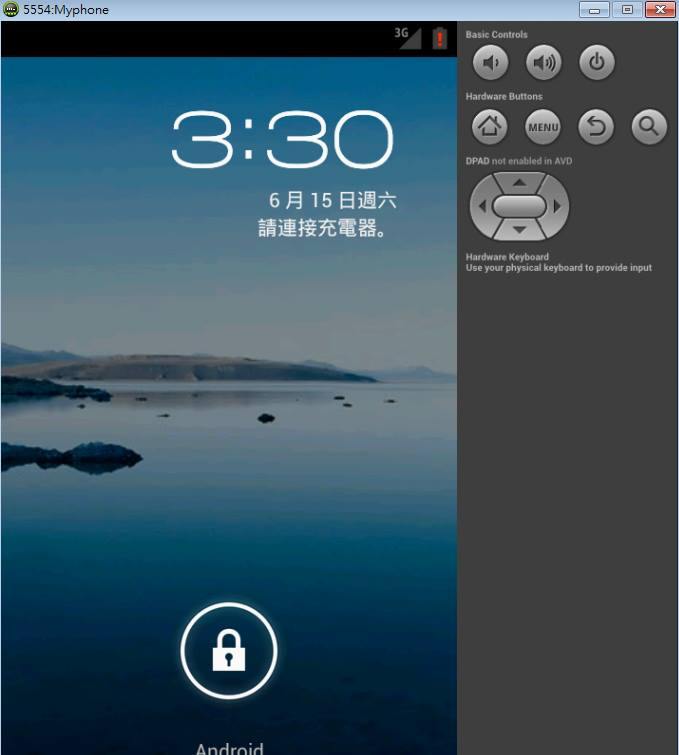 5554:Myphone
3G
3:30
6 月 15 日週六
請連接充電器。
Android
Basic Controls
Hardware Buttons
MENU
DPAD not enabled in AVD
Hardware Keyboard
Use your physical keyboard to provide input